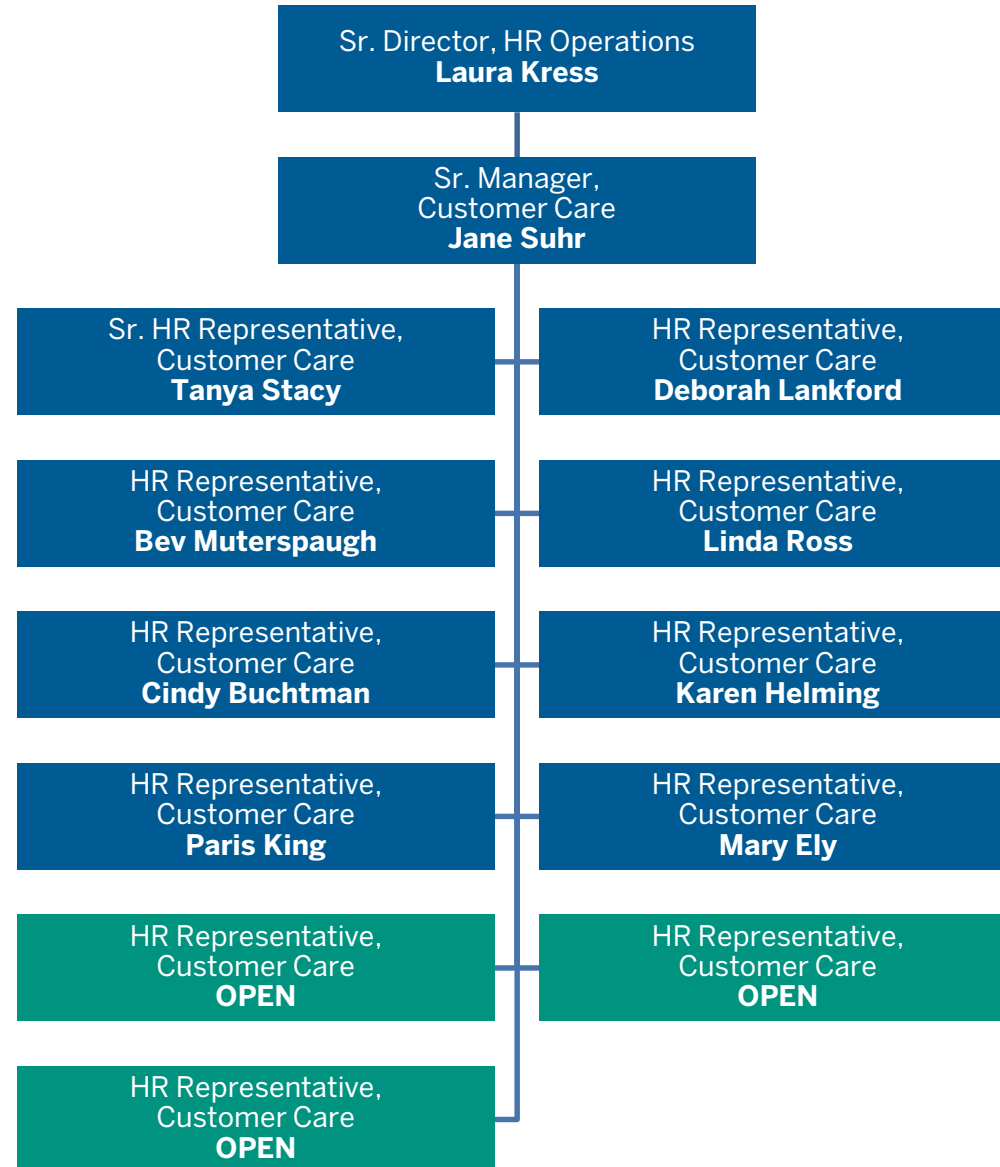 Sr. Director, HR Operations
Laura Kress
Sr. Manager,
Customer Care
Jane Suhr
Sr. HR Representative,
Customer Care
Tanya Stacy
HR Representative,
Customer Care
Deborah Lankford
HR Representative,
Customer Care
Bev Muterspaugh
HR Representative,
Customer Care
Linda Ross
HR Representative,
Customer Care
Cindy Buchtman
HR Representative,
Customer Care
Karen Helming
HR Representative,
Customer Care
Paris King
HR Representative,
Customer Care
Mary Ely
HR Representative,
Customer Care
OPEN
HR Representative,
Customer Care
OPEN
HR Representative,
Customer Care
OPEN